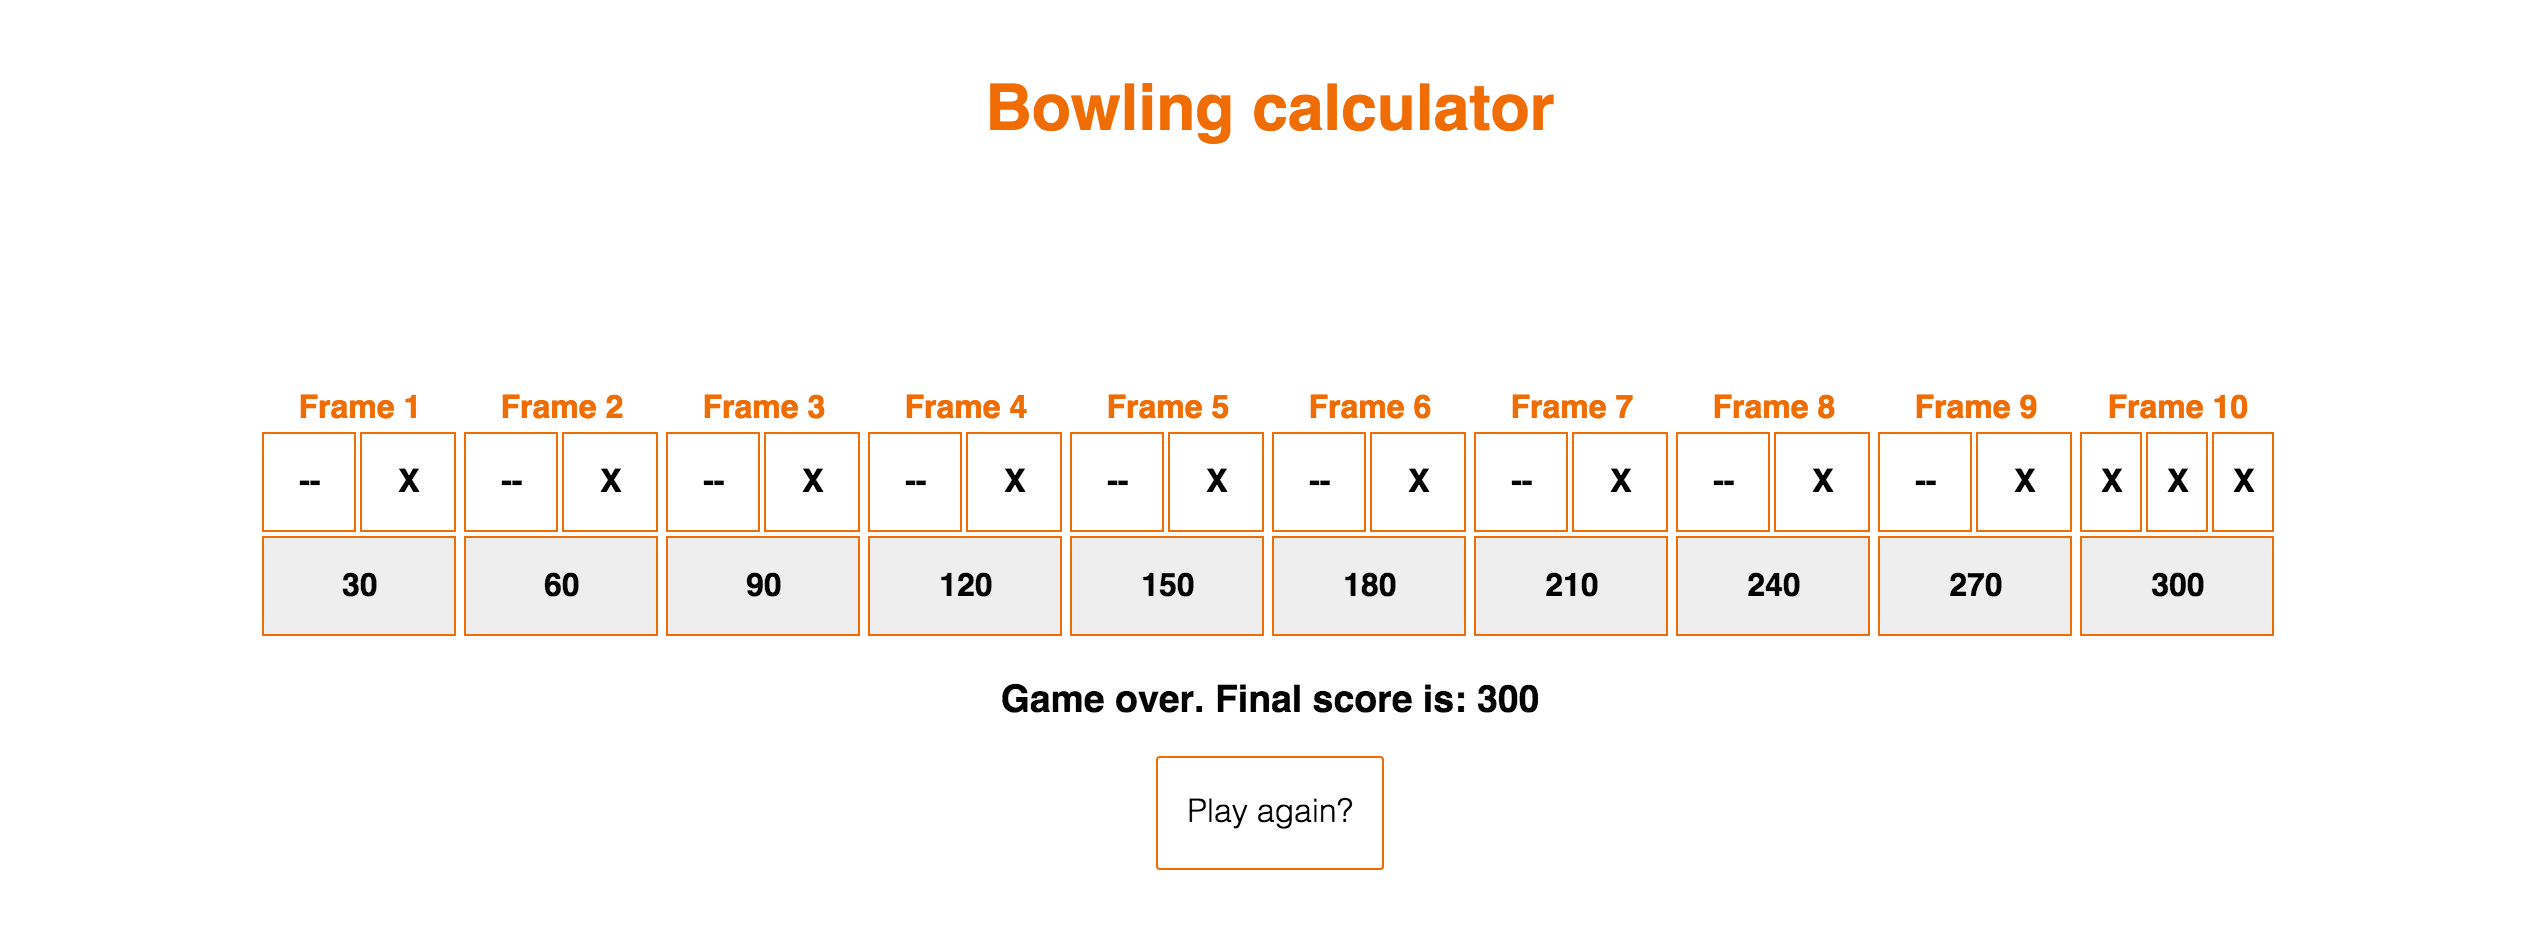 Bowling calculator
Frame 1 Frame 2 Frame 3 Frame 4 Frame 5 Frame 6 Frame 7 Frame 8 Frame 9 Frame 10
-- X -- X -- X -- X -- X -- X -- X -- X -- X X X X
30 60 90 120 150 180 210 240 270 300
Game over. Final score is: 300
Play again?